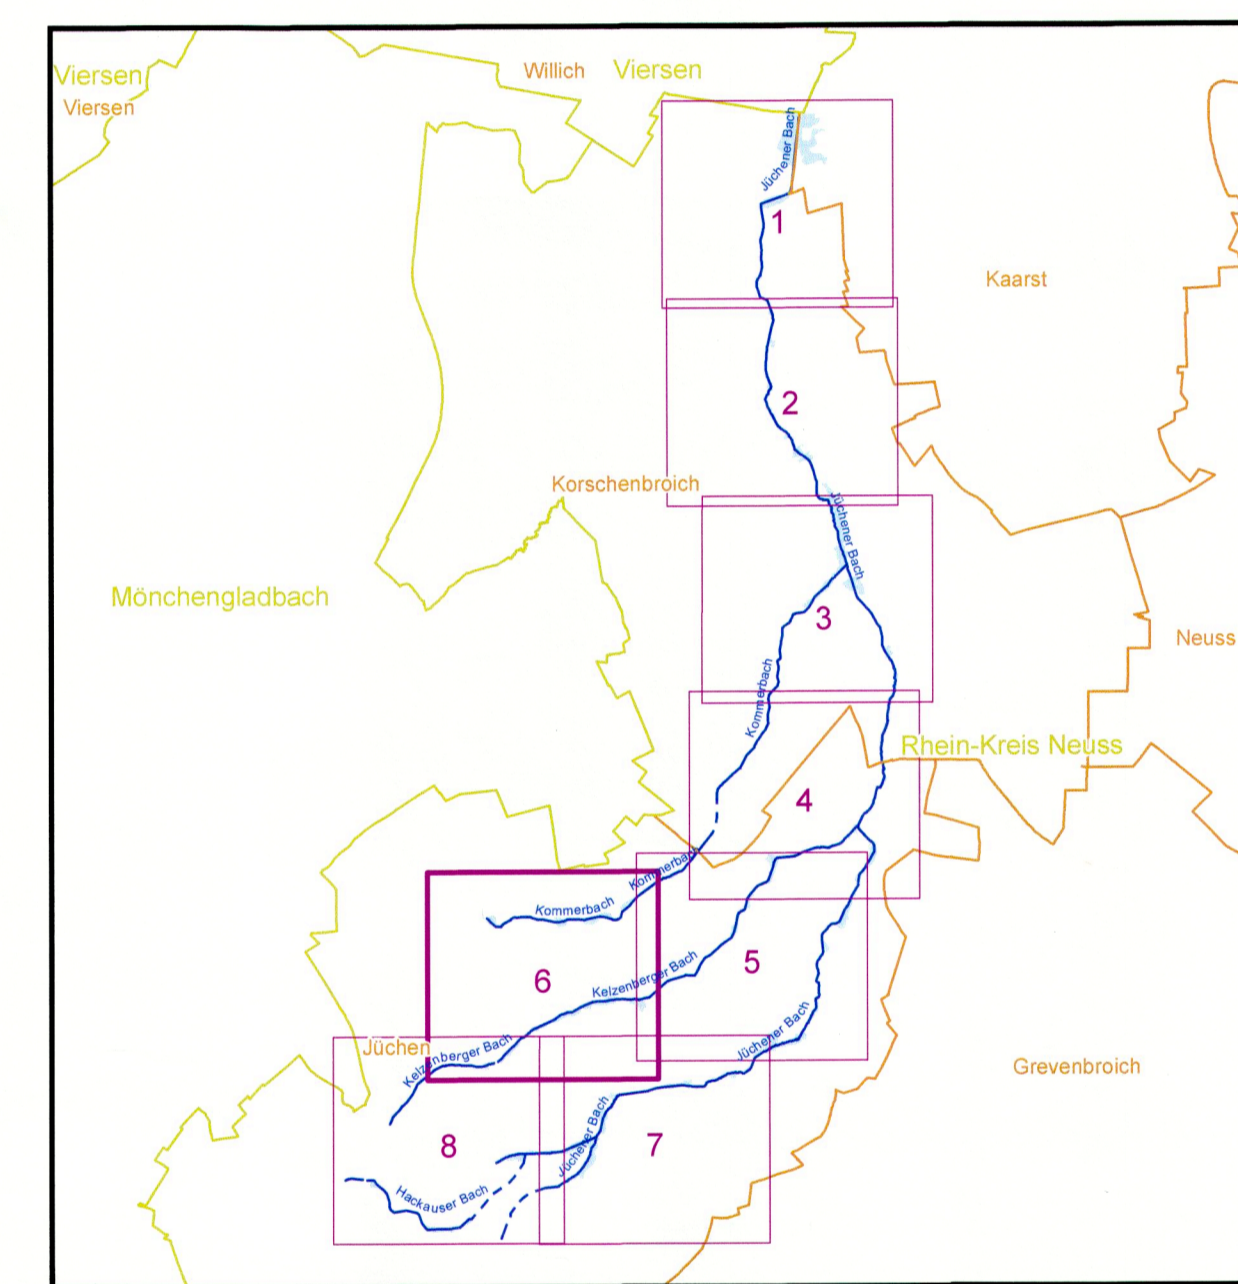 Willich
Viersen
Viersen
Viersen
Jüchener Bach
1
Kaarst
2
Korschenbroich
Jüchener Bach
Mönchengladbach
3
Neuss
Kommerbach
Rhein-Kreis Neuss
4
Kommerbach
Kommerbach
5
6
Kelzenberger Bach
Jüchener Bach
Jüchen
Kelzenberger Bach
Grevenbroich
8
7
Jüchener Bach
Hackauser Bach